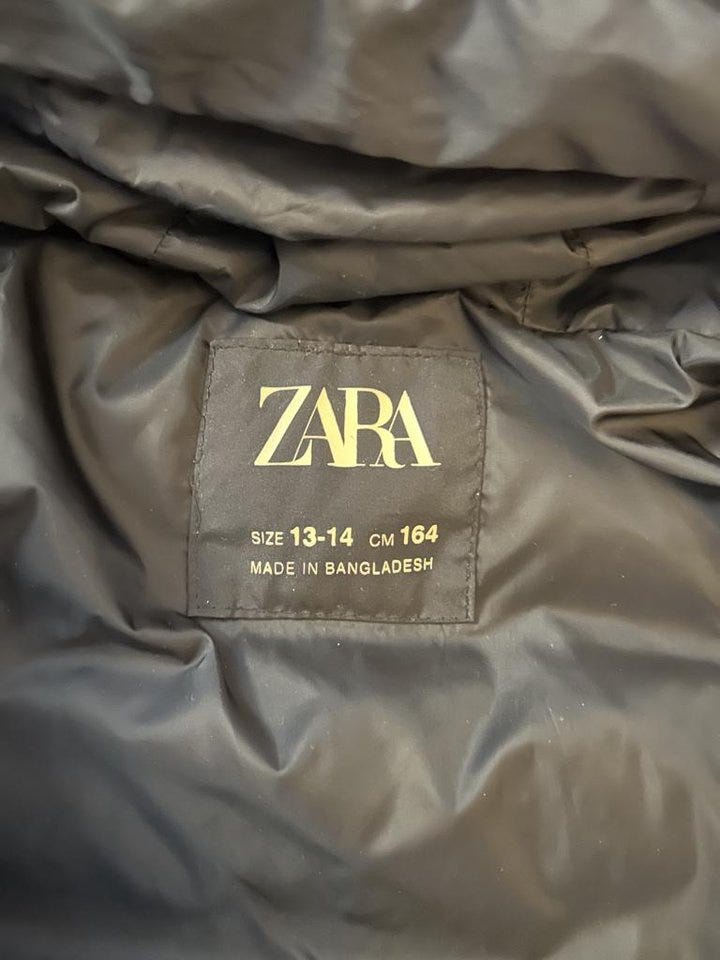 ZARA
SIZE 13-14 CM 164
MADE IN BANGLADESH